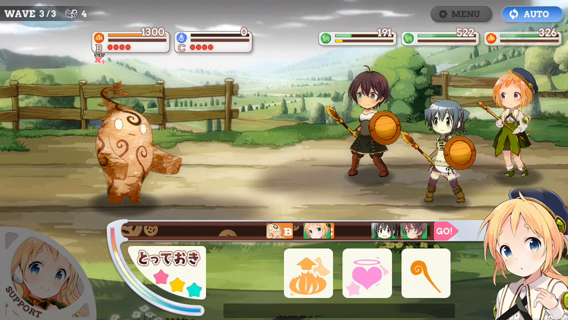 WAVE 3/3 4
MENU
AUTO
1300
0
191
522
326
B
C
B
GO!
とっておき
SUPPORT